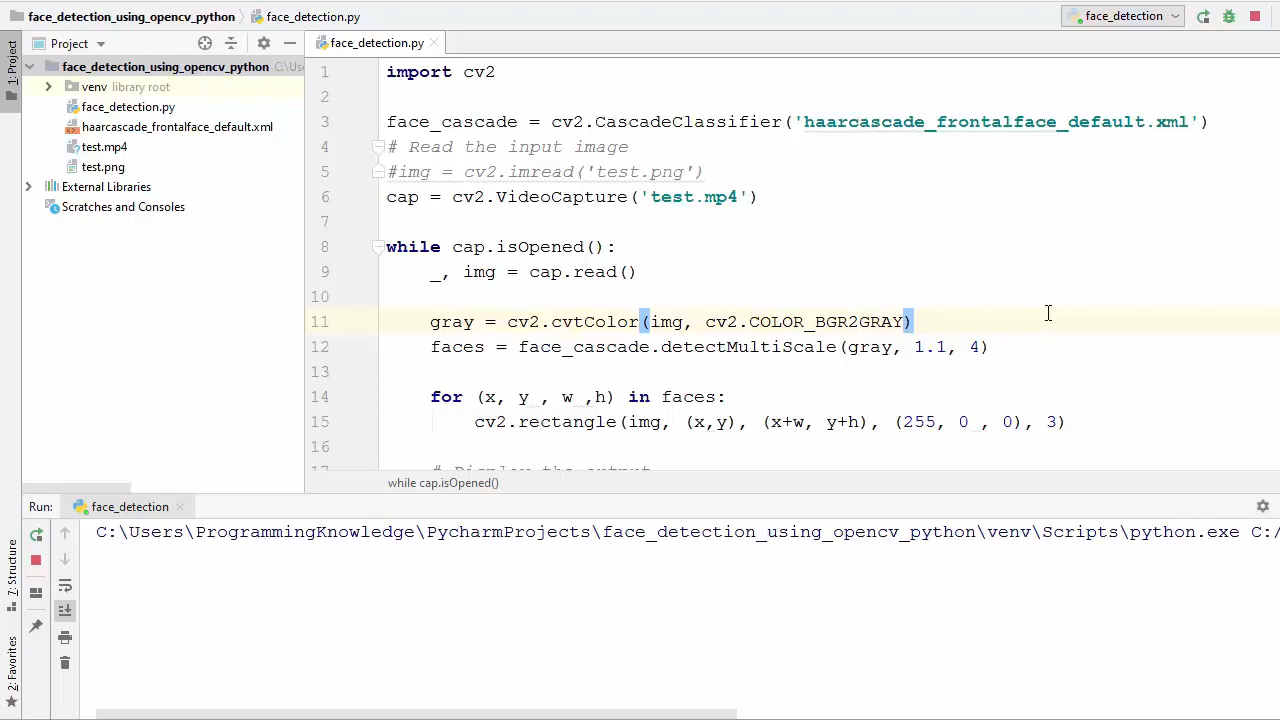 face_detection_using_opencv_python face_detection.py face_detection
1: Project
Project
face_detection.py
face_detection_using_opencv_python C:\Us
venv library root
face_detection.py
haarcascade_frontalface_default.xml
test.mp4
test.png
External Libraries
Scratches and Consoles
1 import cv2
2
3 face_cascade = cv2.CascadeClassifier('haarcascade_frontalface_default.xml')
4 # Read the input image
5 #img = cv2.imread('test.png')
6 cap = cv2.VideoCapture('test.mp4')
7
8 while cap.isOpened():
9 _, img = cap.read()
10
11 gray = cv2.cvtColor(img, cv2.COLOR_BGR2GRAY)
12 faces = face_cascade.detectMultiScale(gray, 1.1, 4)
13
14 for (x, y , w ,h) in faces:
15 cv2.rectangle(img, (x,y), (x+w, y+h), (255, 0 , 0), 3)
16
17 # Display the output
while cap.isOpened()
Run: face_detection
C:\Users\ProgrammingKnowledge\PycharmProjects\face_detection_using_opencv_python\venv\Scripts\python.exe C:/
Z: Structure
2: Favorites